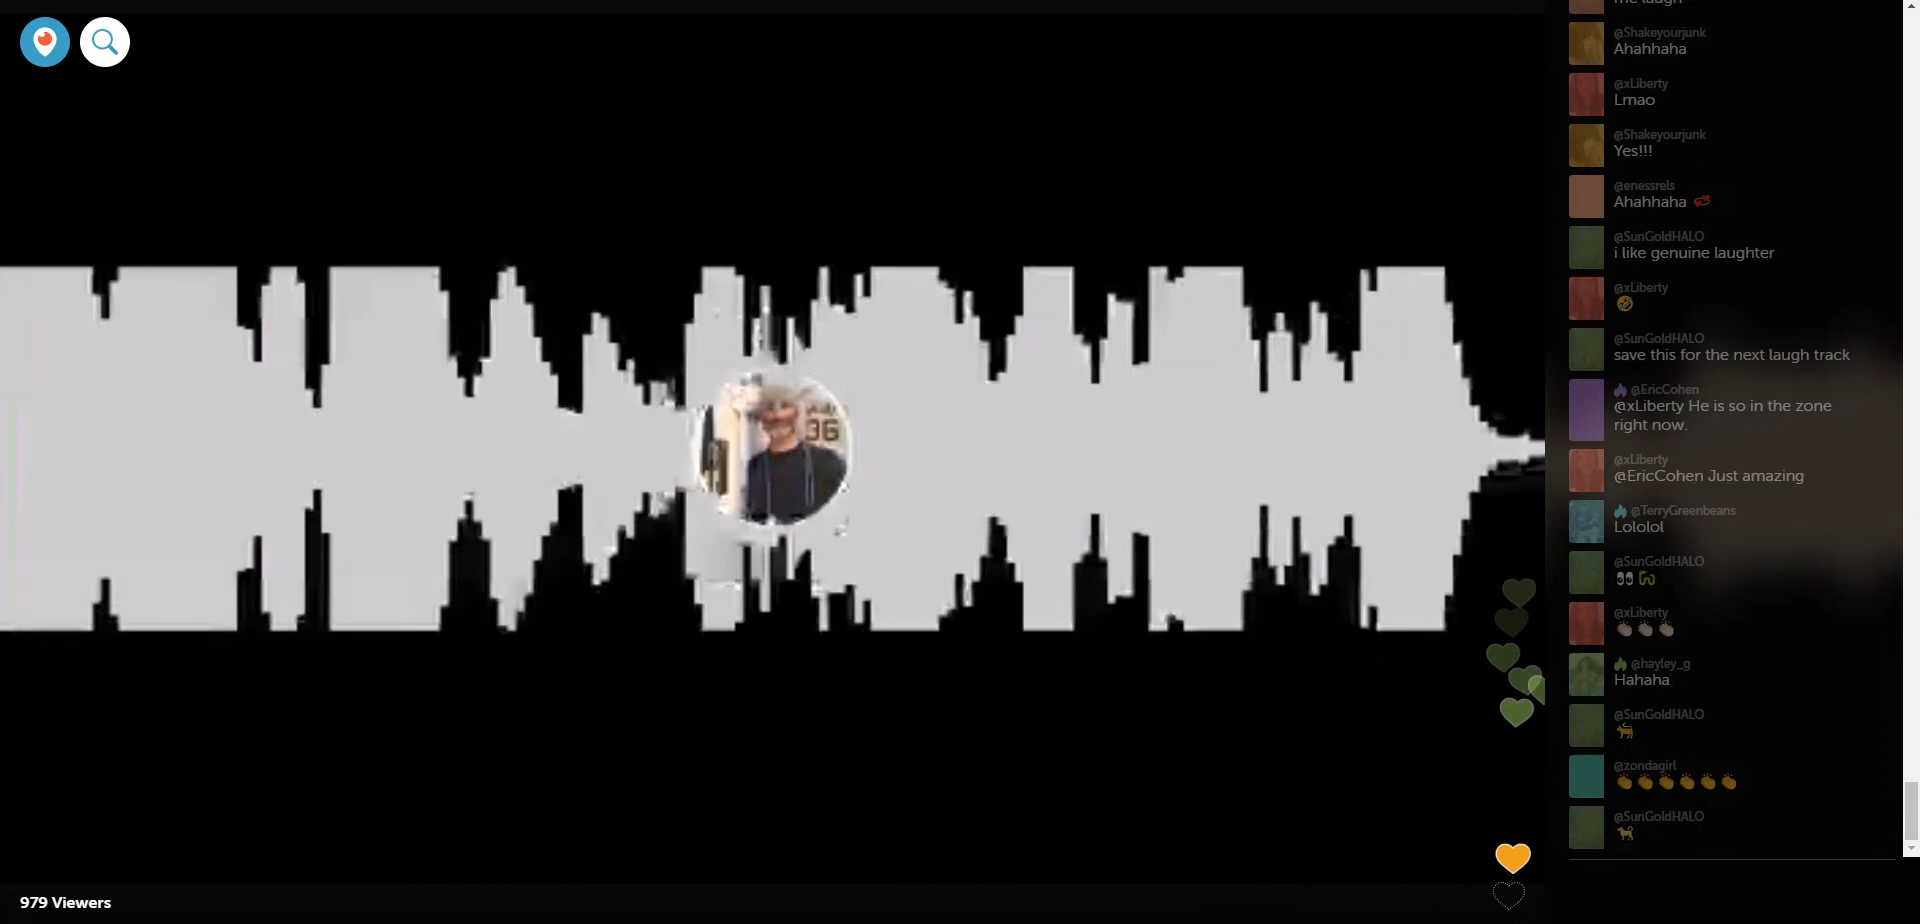 @Shakeyourjunk
Ahahhaha
@xLiberty
Lmao
@Shakeyourjunk
Yes!!!
@enessrels
Ahahhaha
@SunGoldHALO
i like genuine laughter
@xLiberty
@SunGoldHALO
save this for the next laugh track
@EricCohen
@xLiberty He is so in the zone
right now.
@xLiberty
@EricCohen Just amazing
@TerryGreenbeans
Lololol
@SunGoldHALO
@xLiberty
@hayley_g
Hahaha
@SunGoldHALO
@zondagirl
@SunGoldHALO
36
979 Viewers